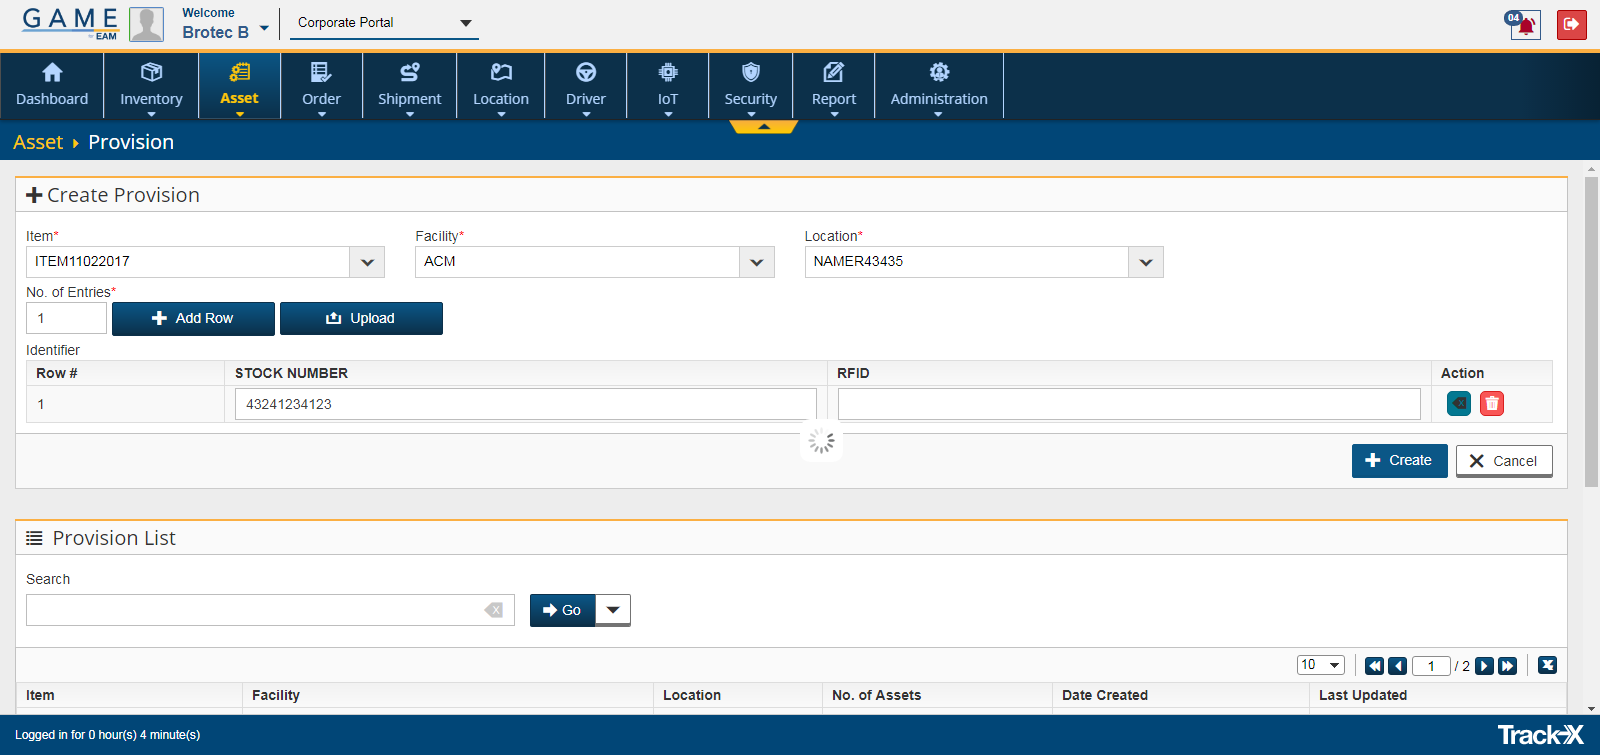 GAME
EAM
Welcome
Brotec B
Corporate Portal
04
Dashboard
Inventory
Asset
Order
Shipment
Location
Driver
IoT
Security
Report
Administration
Asset Provision
Create Provision
Item* Facility* Location*
ITEM11022017 ACM NAMER43435
No. of Entries*
1 Add Row Upload
Identifier
Row # STOCK NUMBER RFID Action
1 43241234123
Create Cancel
Provision List
Search
Go
10 1 / 2
Item Facility Location No. of Assets Date Created Last Updated
Logged in for 0 hour(s) 4 minute(s)
Track-X